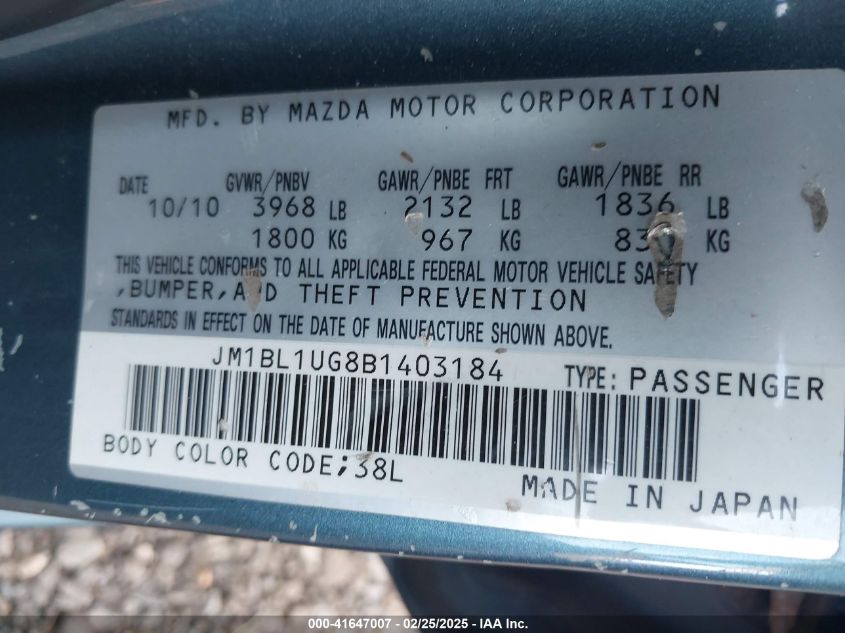 MFD. BY MAZDA MOTOR CORPORATION
DATE GVWR/PNBV GAWR/PNBE FRT GAWR/PNBE RR
10/10 3968 LB 2132 LB 1836 LB
1800 KG 967 KG KG
THIS VEHICLE CONFORMS TO ALL APPLICABLE FEDERAL MOTOR VEHICLE SAFETY
,BUMPER,AND THEFT PREVENTION
STANDARDS IN EFFECT ON THE DATE OF MANUFACTURE SHOWN ABOVE.
JM1BL1UG8B1403184 TYPE: PASSENGER
BODY COLOR CODE;38L
MADE IN JAPAN
000-41647007 - 02/25/2025 - IAA Inc.